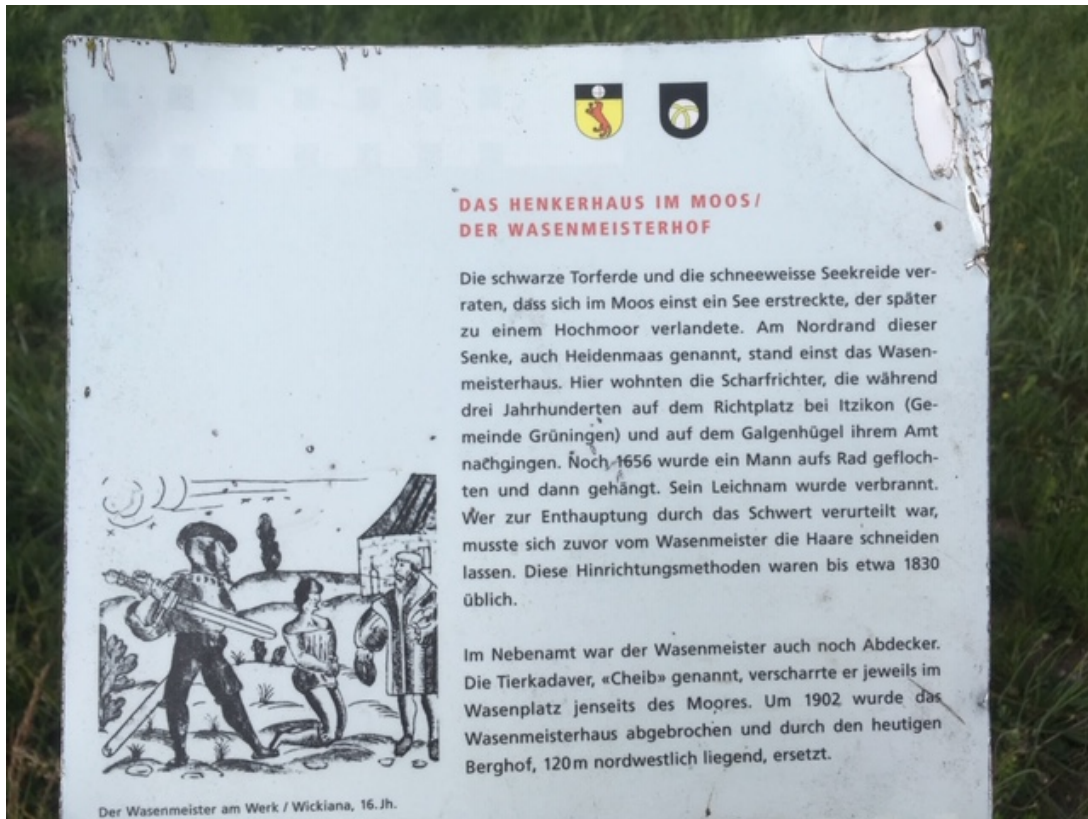 DAS HENKERHAUS IM MOOS/
DER WASENMEISTERHOF
Die schwarze Torferde und die schneeweisse Seekreide ver-
raten, dass sich im Moos einst ein See erstreckte, der später
zu einem Hochmoor verlandete. Am Nordrand dieser
Senke, auch Heidenmaas genannt, stand einst das Wasen-
meisterhaus. Hier wohnten die Scharfrichter, die während
drei Jahrhunderten auf dem Richtplatz bei Itzikon (Ge-
meinde Grüningen) und auf dem Galgenhügel ihrem Amt
nachgingen. Noch 1656 wurde ein Mann aufs Rad gefloch-
ten und dann gehängt. Sein Leichnam wurde verbrannt.
Wer zur Enthauptung durch das Schwert verurteilt war,
musste sich zuvor vom Wasenmeister die Haare schneiden
lassen. Diese Hinrichtungsmethoden waren bis etwa 1830
üblich.
Im Nebenamt war der Wasenmeister auch noch Abdecker.
Die Tierkadaver, «Cheib» genannt, verscharrte er jeweils im
Wasenplatz jenseits des Moores. Um 1902 wurde das
Wasenmeisterhaus abgebrochen und durch den heutigen
Berghof, 120m nordwestlich liegend, ersetzt.
Der Wasenmeister am Werk / Wickiana, 16. Jh.